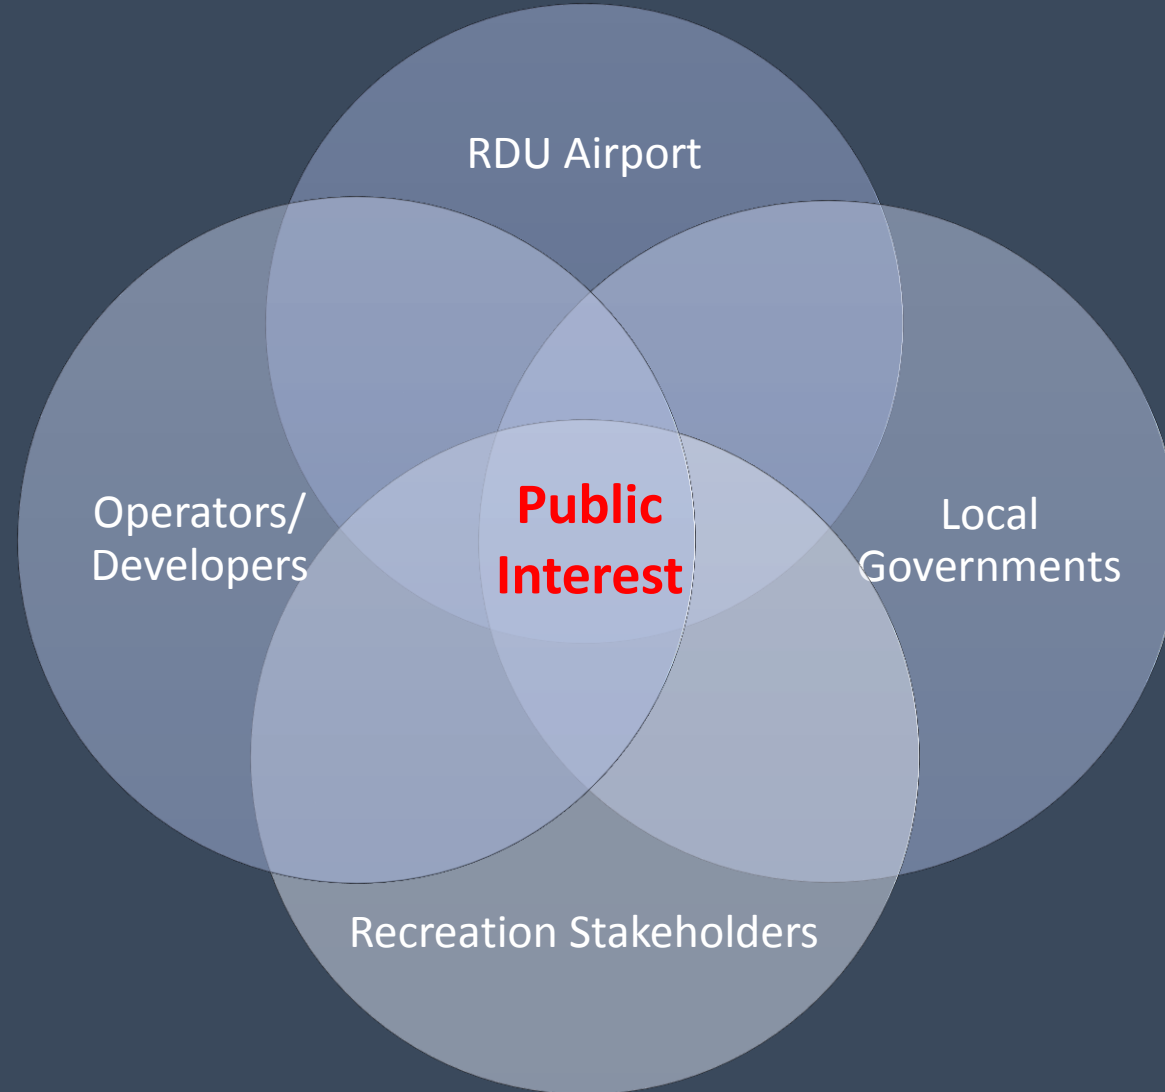 RDU Airport
Operators/
Developers
Public
Interest
Local
Governments
Recreation Stakeholders